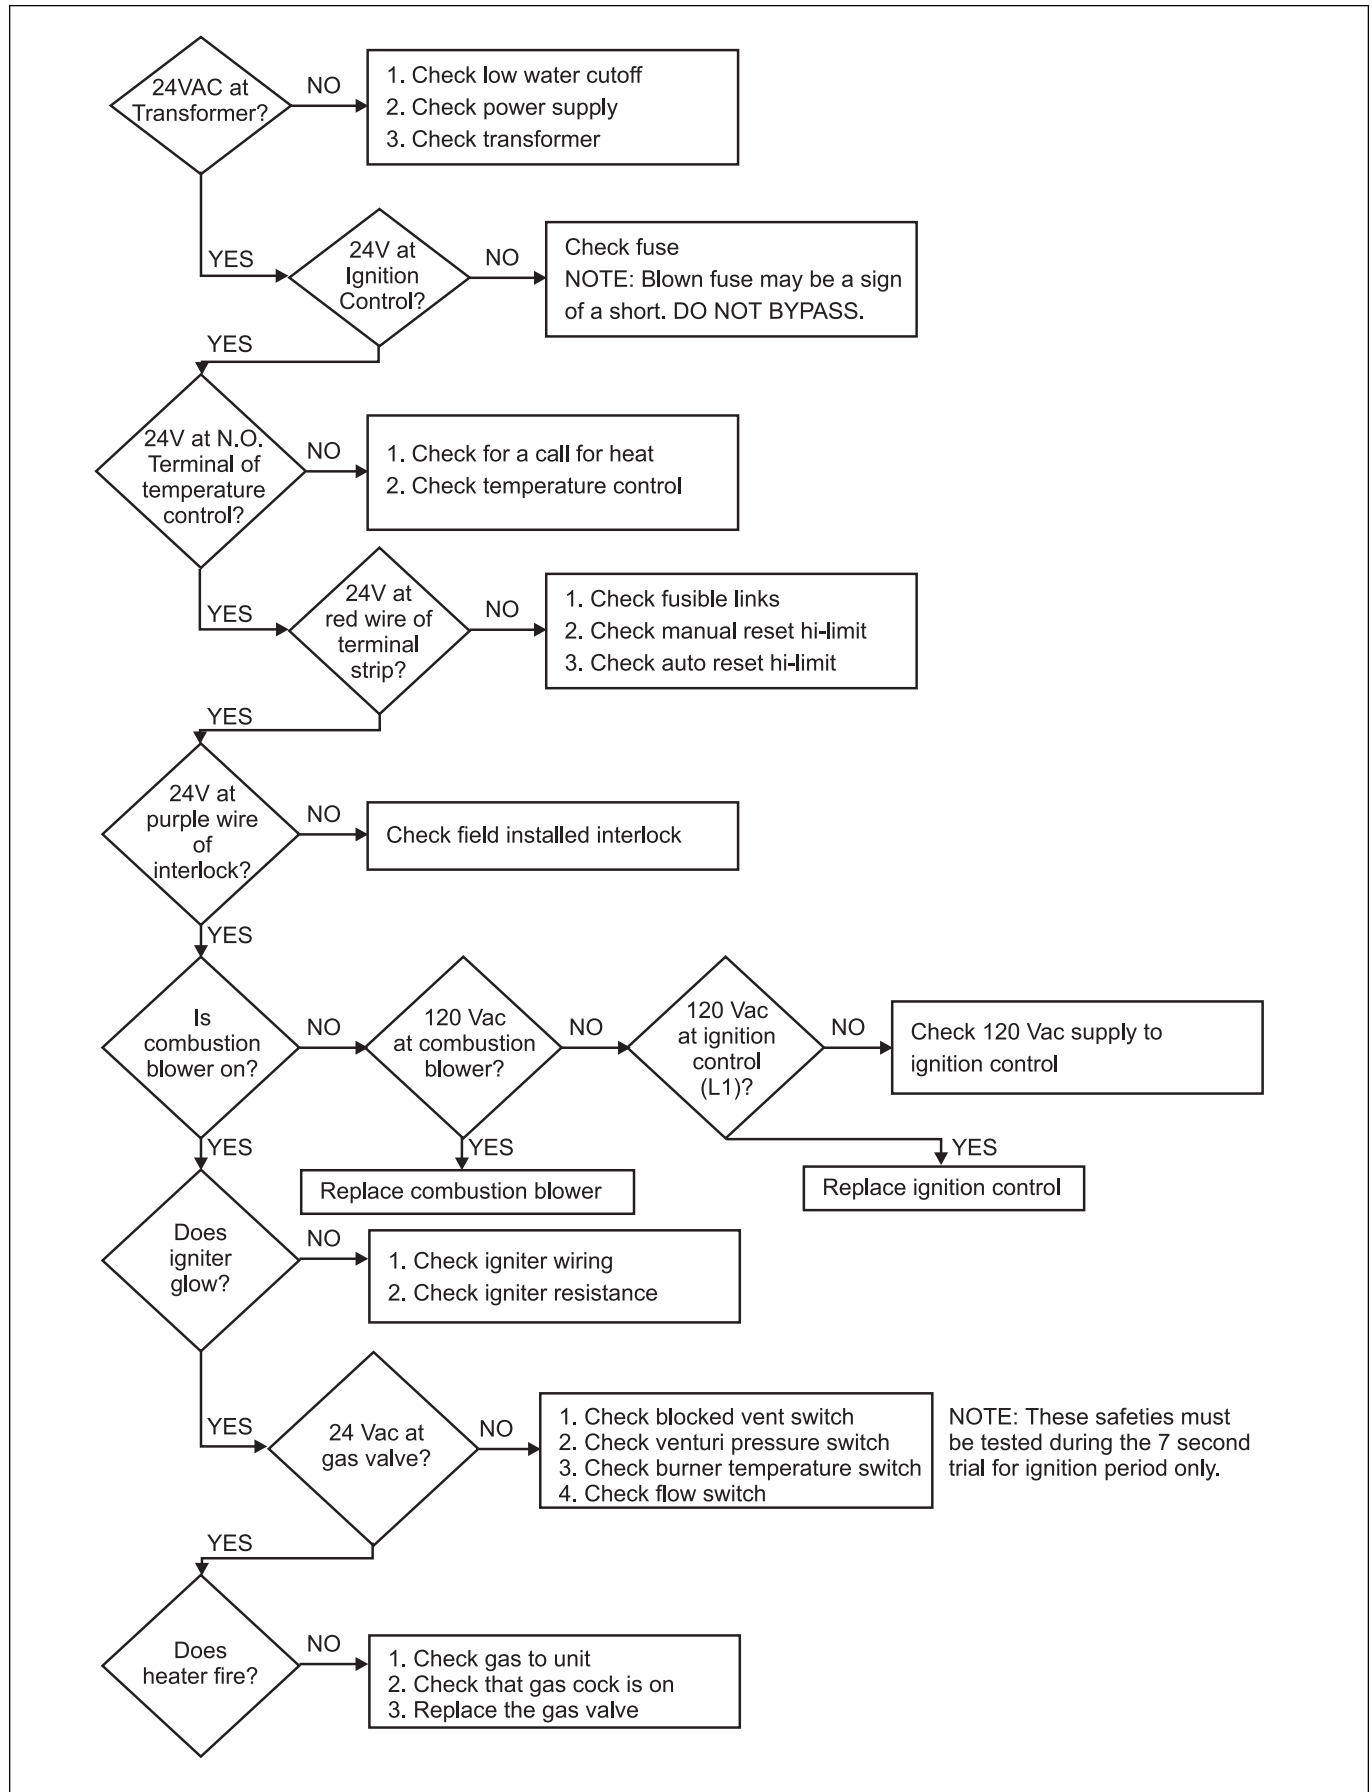 24VAC at
Transformer?
NO
1. Check low water cutoff
2. Check power supply
3. Check transformer
YES
24V at
Ignition
Control?
NO
Check fuse
NOTE: Blown fuse may be a sign
of a short. DO NOT BYPASS.
YES
24V at N.O.
Terminal of
temperature
control?
NO
1. Check for a call for heat
2. Check temperature control
YES
24V at
red wire of
terminal
strip?
NO
1. Check fusible links
2. Check manual reset hi-limit
3. Check auto reset hi-limit
YES
24V at
purple wire
of
interlock?
NO
Check field installed interlock
YES
Is
combustion
blower on?
NO
120 Vac
at combustion
blower?
NO
120 Vac
at ignition
control
(L1)?
NO
Check 120 Vac supply to
ignition control
YES
YES
YES
Replace combustion blower
Replace ignition control
Does
igniter
glow?
NO
1. Check igniter wiring
2. Check igniter resistance
YES
24 Vac at
gas valve?
NO
1. Check blocked vent switch
2. Check venturi pressure switch
3. Check burner temperature switch
4. Check flow switch
NOTE: These safeties must
be tested during the 7 second
trial for ignition period only.
YES
Does
heater fire?
NO
1. Check gas to unit
2. Check that gas cock is on
3. Replace the gas valve